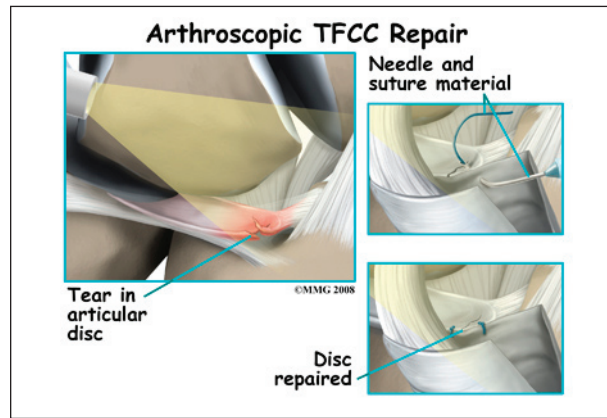 Arthroscopic TFCC Repair
Needle and
suture material
©MMG 2008
Tear in
articular
disc
Disc
repaired